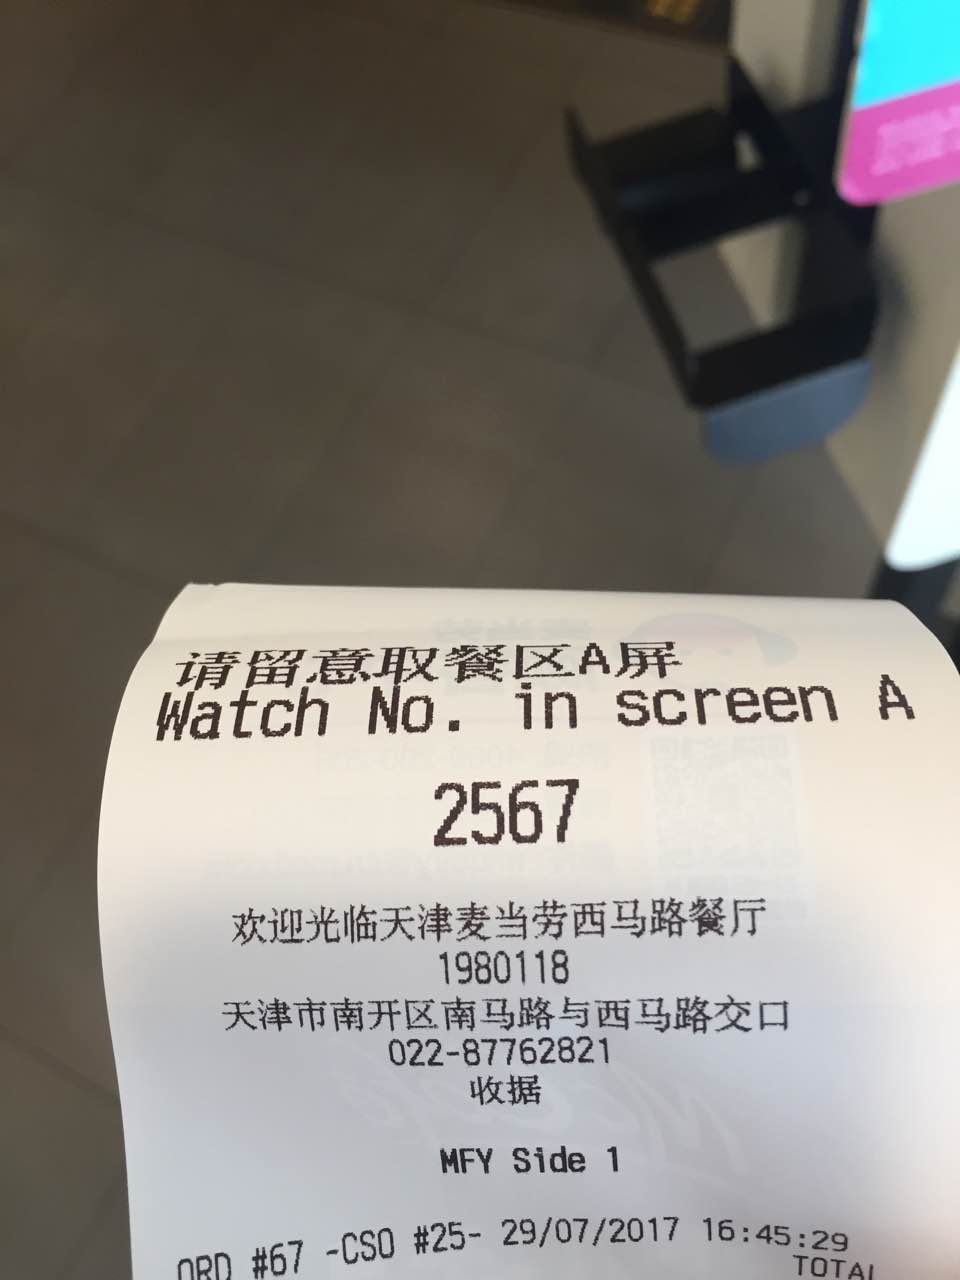 请留意取餐区A屏
Watch No. in screen A
2567
欢迎光临天津麦当劳西马路餐厅
1980118
天津市南开区南马路与西马路交口
022-87762821
收据
MFY Side 1
ORD #67 -CSO #25- 29/07/2017 16:45:29
TOTAL